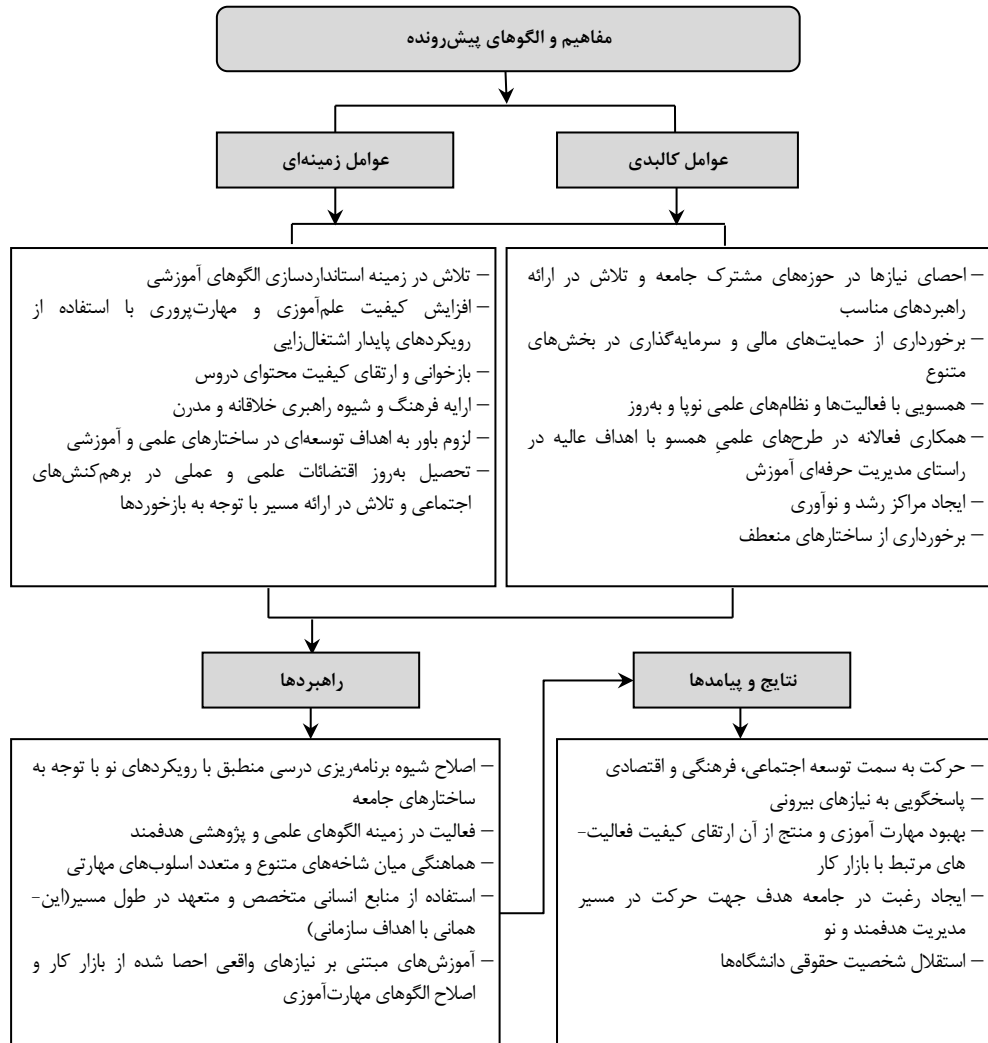 مفاهیم و الگوهای پیش‌رونده
عوامل کالبدی
عوامل زمینه‌ای
– احصای نیازها در حوزه‌های مشترک جامعه و تلاش در ارائه
راهبردهای مناسب
– برخورداری از حمایت‌های مالی و سرمایه‌گذاری در بخش‌های
متنوع
– همسویی با فعالیت‌ها و نظام‌های علمی نوپا و به‌روز
– همکاری فعالانه در طرح‌های علمیِ همسو با اهداف عالیه در
راستای مدیریت حرفه‌ای آموزش
– ایجاد مراکز رشد و نوآوری
– برخورداری از ساختارهای منعطف
– تلاش در زمینه استانداردسازی الگوهای آموزشی
– افزایش کیفیت علم‌آموزی و مهارت‌پروری با استفاده از
رویکردهای پایدار اشتغال‌زایی
– بازخوانی و ارتقای کیفیت محتوای دروس
– ارایه فرهنگ و شیوه راهبری خلاقانه و مدرن
– لزوم باور به اهداف توسعه‌ای در ساختارهای علمی و آموزشی
– تحصیل به‌روز اقتضائات علمی و عملی در برهم‌کنش‌های
اجتماعی و تلاش در ارائه مسیر با توجه به بازخوردها
راهبردها
– اصلاح شیوه برنامه‌ریزی درسی منطبق با رویکردهای نو با توجه به
ساختارهای جامعه
– فعالیت در زمینه الگوهای علمی و پژوهشی هدفمند
– هماهنگی میان شاخه‌های متنوع و متعدد اسلوب‌های مهارتی
– استفاده از منابع انسانی متخصص و متعهد در طول مسیر(این-
همانی با اهداف سازمانی)
– آموزش‌های مبتنی بر نیازهای واقعی احصا شده از بازار کار و
اصلاح الگوهای مهارت‌آموزی
نتایج و پیامدها
– حرکت به سمت توسعه اجتماعی، فرهنگی و اقتصادی
– پاسخگویی به نیازهای بیرونی
– بهبود مهارت آموزی و منتج از آن ارتقای کیفیت فعالیت-
های مرتبط با بازار کار
– ایجاد رغبت در جامعه هدف جهت حرکت در مسیر
مدیریت هدفمند و نو
– استقلال شخصیت حقوقی دانشگاه‌ها